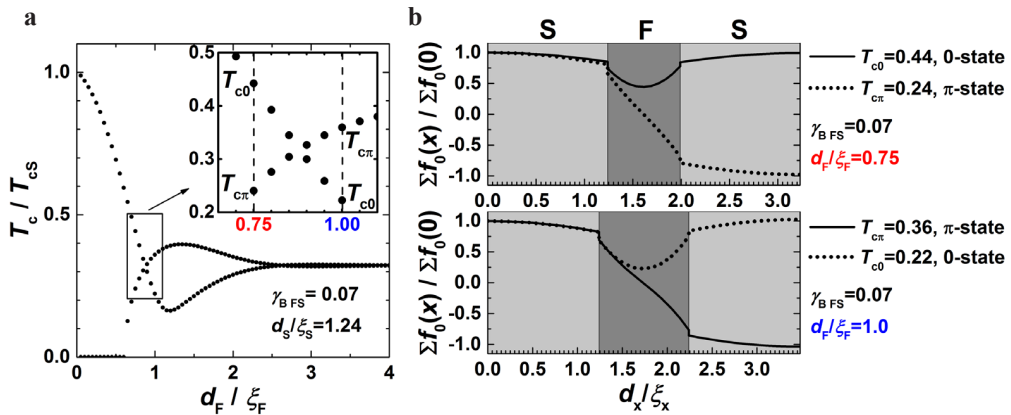 a
T_c / T_cS
1.0
0.5
0.0
0 1 2 3 4
d_F / ξ_F
γ_B FS = 0.07
d_S/ξ_S=1.24
0.5
0.4
0.3
0.2
T_c0
T_cπ
T_cπ
T_c0
0.75 1.00
b
S F S
Σf_0(x) / Σf_0(0)
1.0
0.5
0.0
-0.5
-1.0
0.0 0.5 1.0 1.5 2.0 2.5
T_c0=0.44, 0-state
T_cπ=0.24, π-state
γ_B FS=0.07
d_F/ξ_F=0.75
Σf_0(x) / Σf_0(0)
1.0
0.5
0.0
-0.5
-1.0
0.0 0.5 1.0 1.5 2.0 2.5 3.0
d_x/ξ_x
T_cπ=0.36, π-state
T_c0=0.22, 0-state
γ_B FS=0.07
d_F/ξ_F=1.0